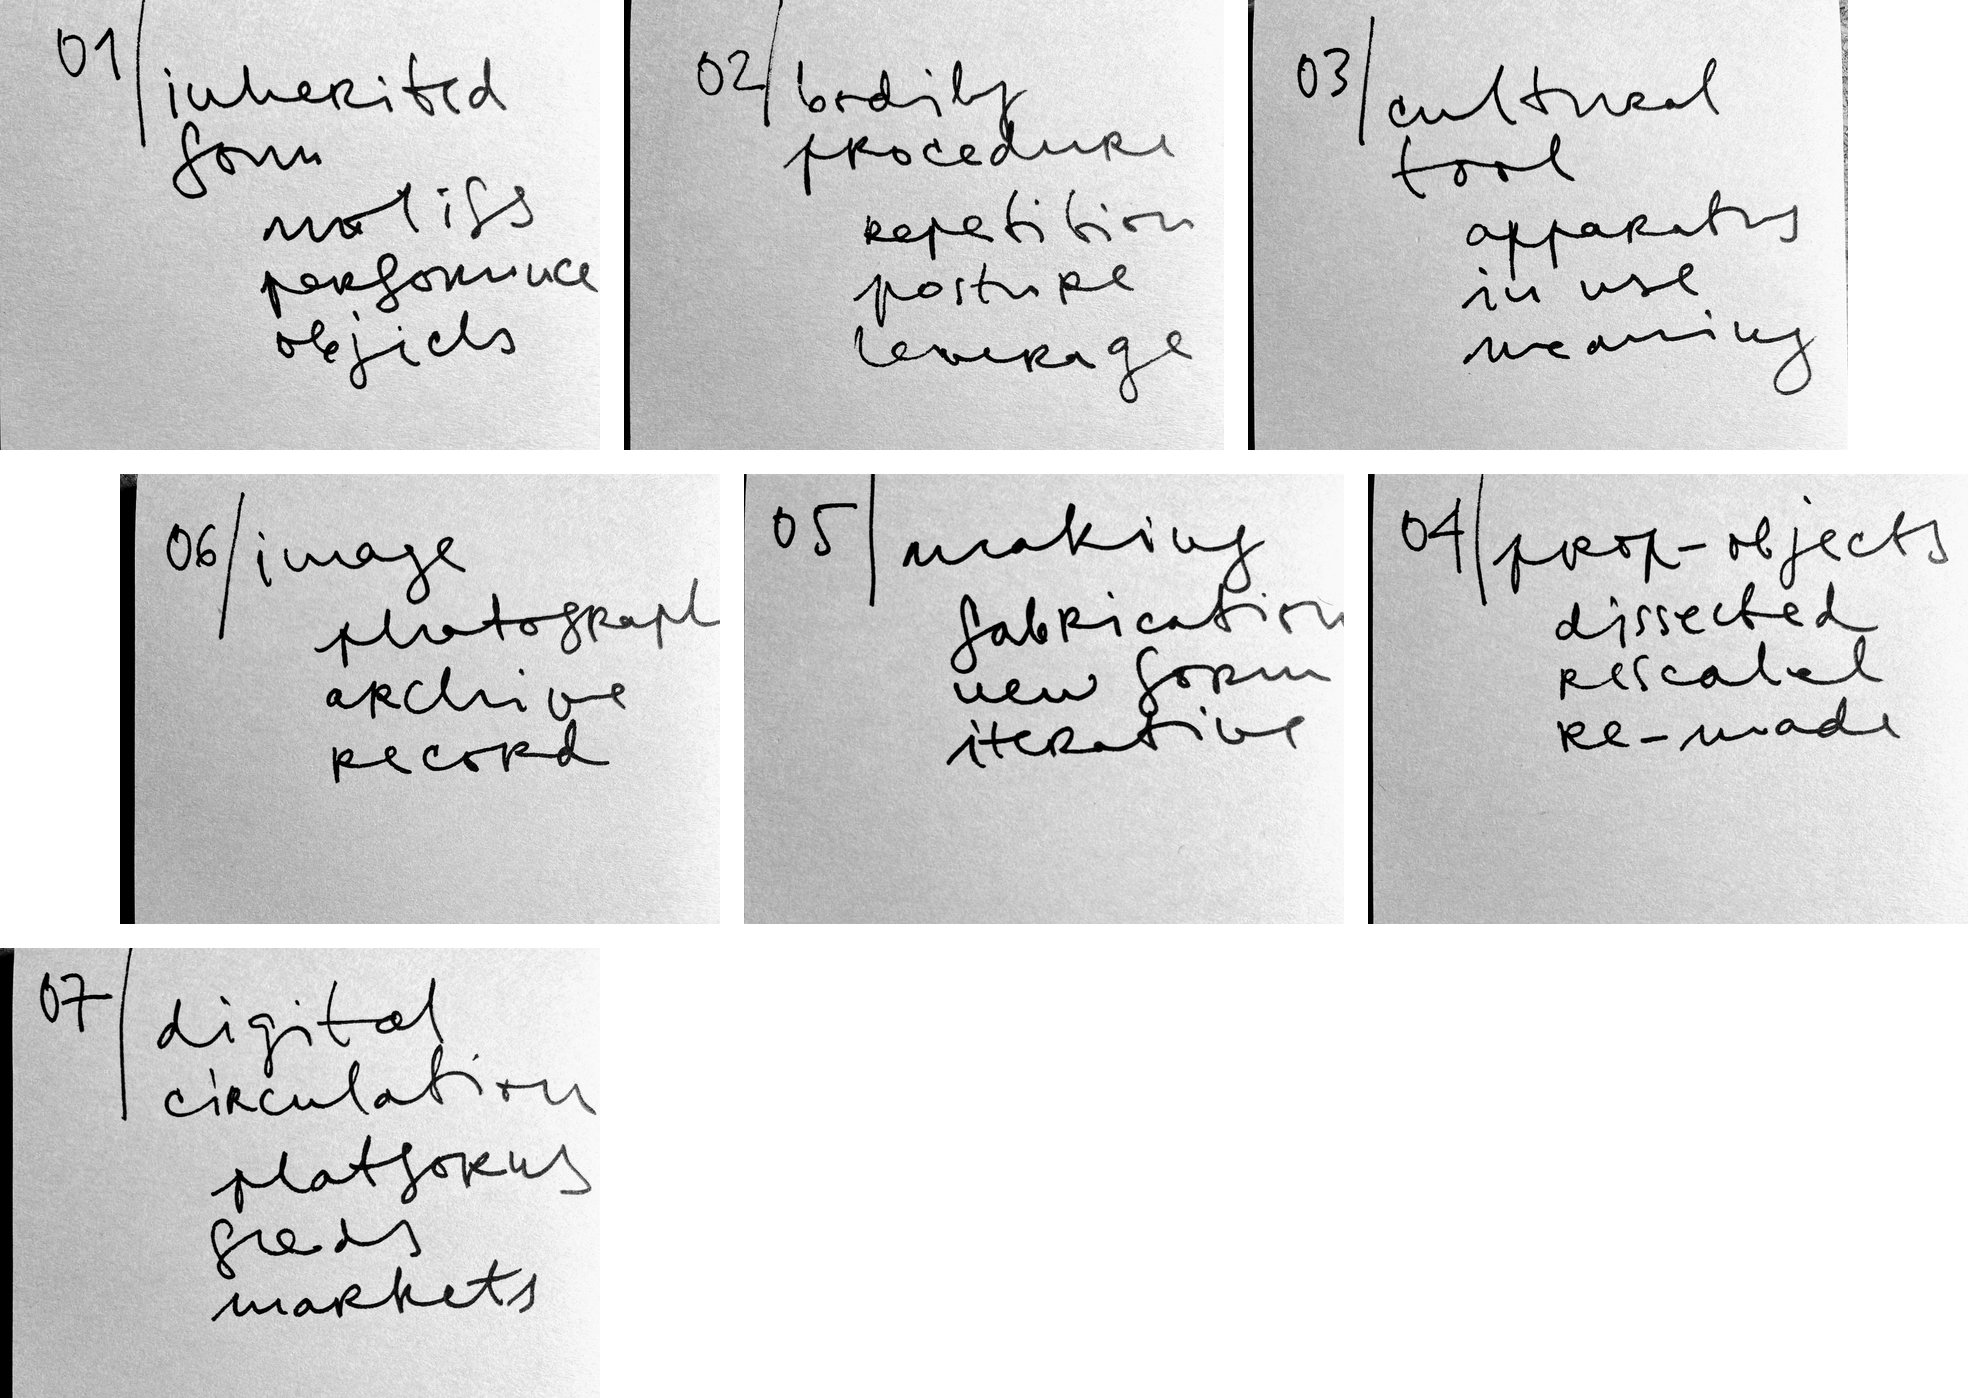 01/ inherited
form
motifs
performance
objects
02/ bodily
procedure
repetition
posture
leverage
03/ cultural
tool
apparatus
in use
meaning
06/ image
photograph
archive
record
05/ making
fabrication
new form
iterative
04/ prop-objects
dissected
rescaled
re-made
07/ digital
circulation
platforms
feeds
markets